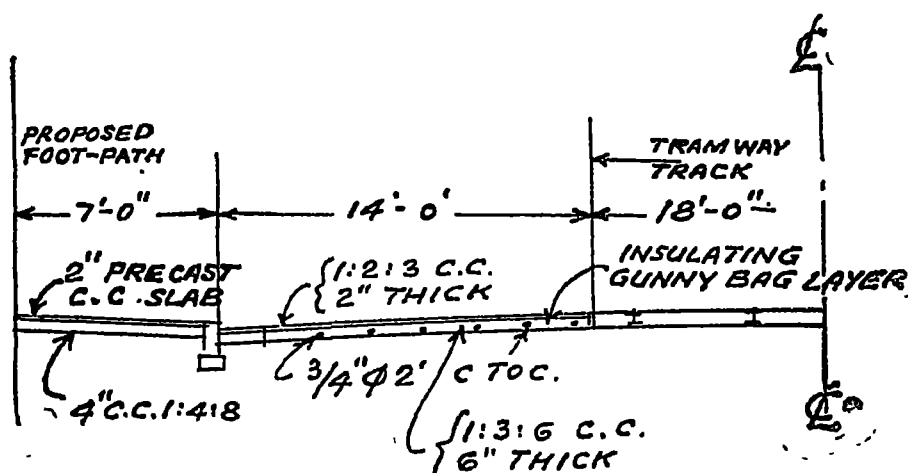 ℄
PROPOSED
FOOT-PATH
TRAMWAY
TRACK
7'-0"
14'-0'
18'-0"
2" PRECAST
C.C. SLAB
1:2:3 C.C.
2" THICK
INSULATING
GUNNY BAG LAYER
3/4" ϕ 2' C TO C.
4" C.C. 1:4:8
1:3:6 C.C.
6" THICK
℄